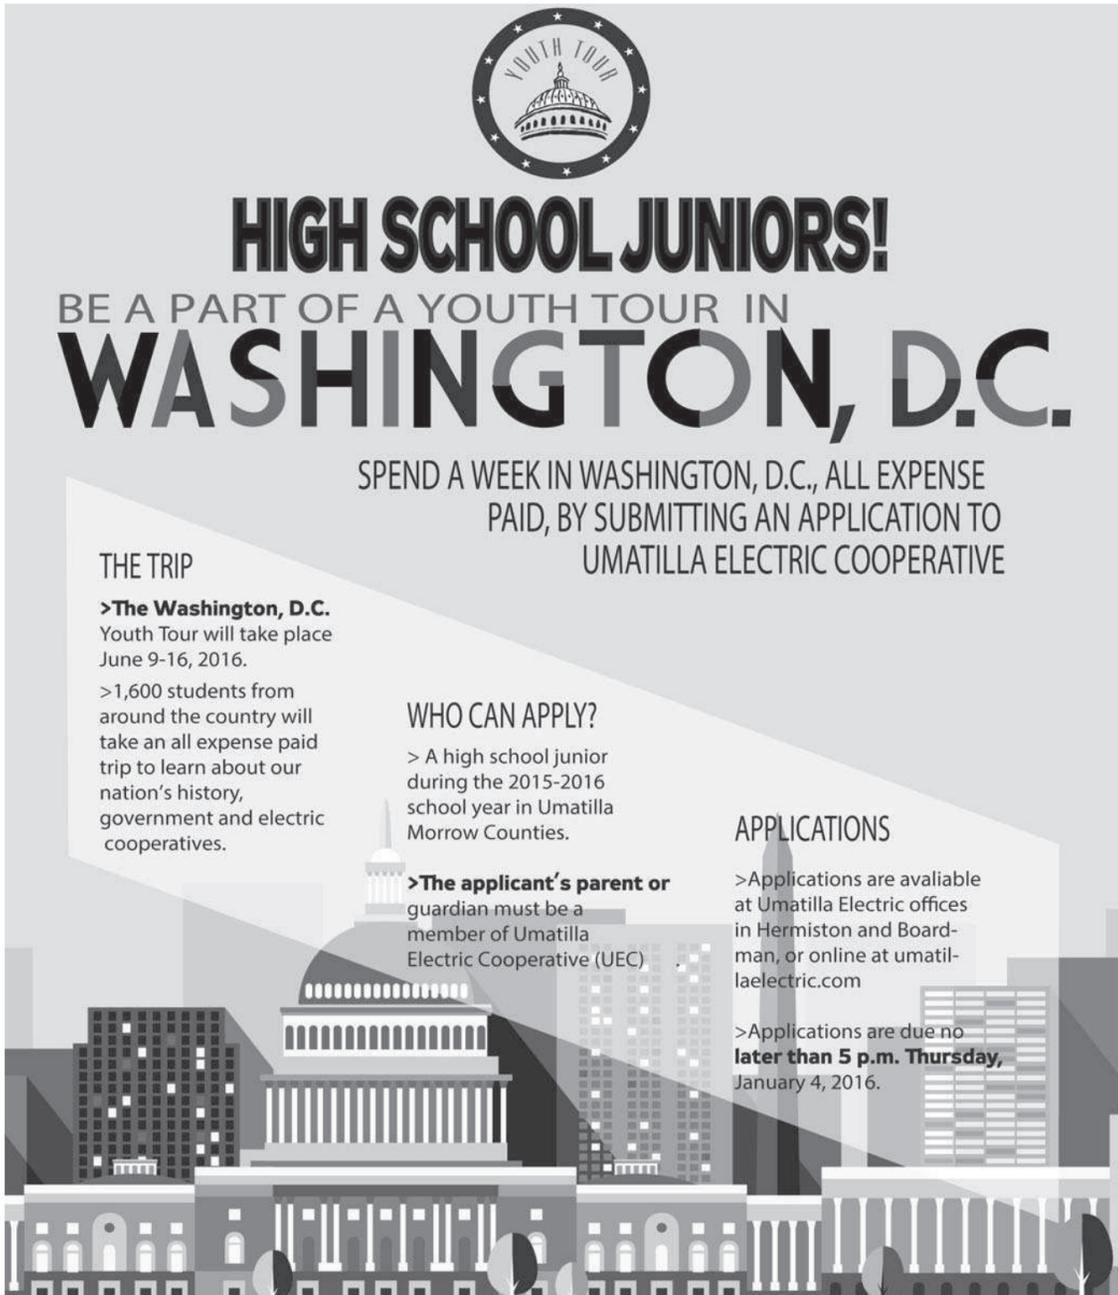 YOUTH TOUR
HIGH SCHOOL JUNIORS!
BE A PART OF A YOUTH TOUR IN
WASHINGTON, D.C.
SPEND A WEEK IN WASHINGTON, D.C., ALL EXPENSE
PAID, BY SUBMITTING AN APPLICATION TO
UMATILLA ELECTRIC COOPERATIVE
THE TRIP
>The Washington, D.C.
Youth Tour will take place
June 9-16, 2016.
>1,600 students from
around the country will
take an all expense paid
trip to learn about our
nation's history,
government and electric
cooperatives.
WHO CAN APPLY?
> A high school junior
during the 2015-2016
school year in Umatilla
Morrow Counties.
>The applicant's parent or
guardian must be a
member of Umatilla
Electric Cooperative (UEC) .
APPLICATIONS
>Applications are avaliable
at Umatilla Electric offices
in Hermiston and Board-
man, or online at umatil-
laelectric.com
>Applications are due no
later than 5 p.m. Thursday,
January 4, 2016.